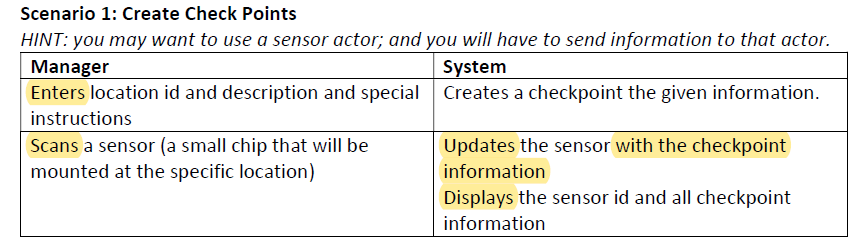 Scenario 1: Create Check Points
HINT: you may want to use a sensor actor; and you will have to send information to that actor.
Manager
System
Enters location id and description and special
instructions
Creates a checkpoint the given information.
Scans a sensor (a small chip that will be
mounted at the specific location)
Updates the sensor with the checkpoint
information
Displays the sensor id and all checkpoint
information